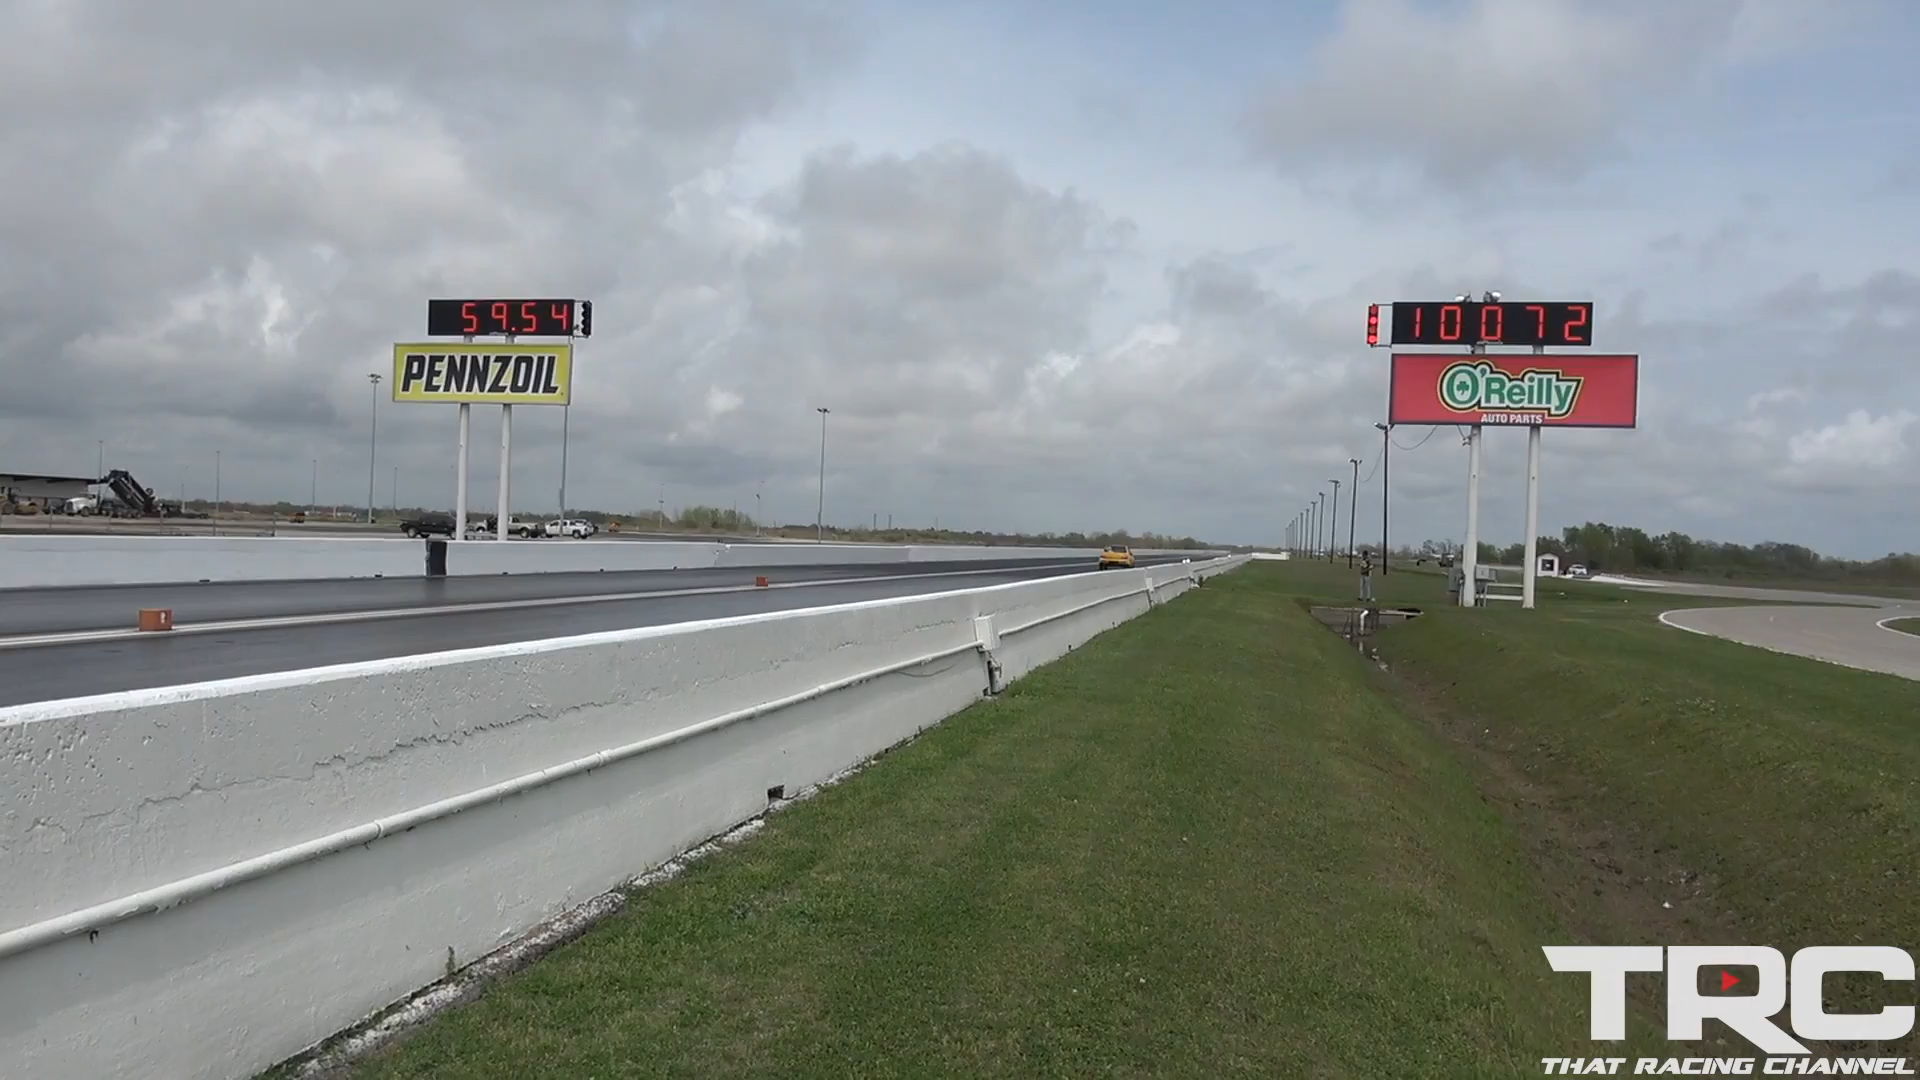 59.54
PENNZOIL
10072
O'Reilly
AUTO PARTS
TRC
THAT RACING CHANNEL